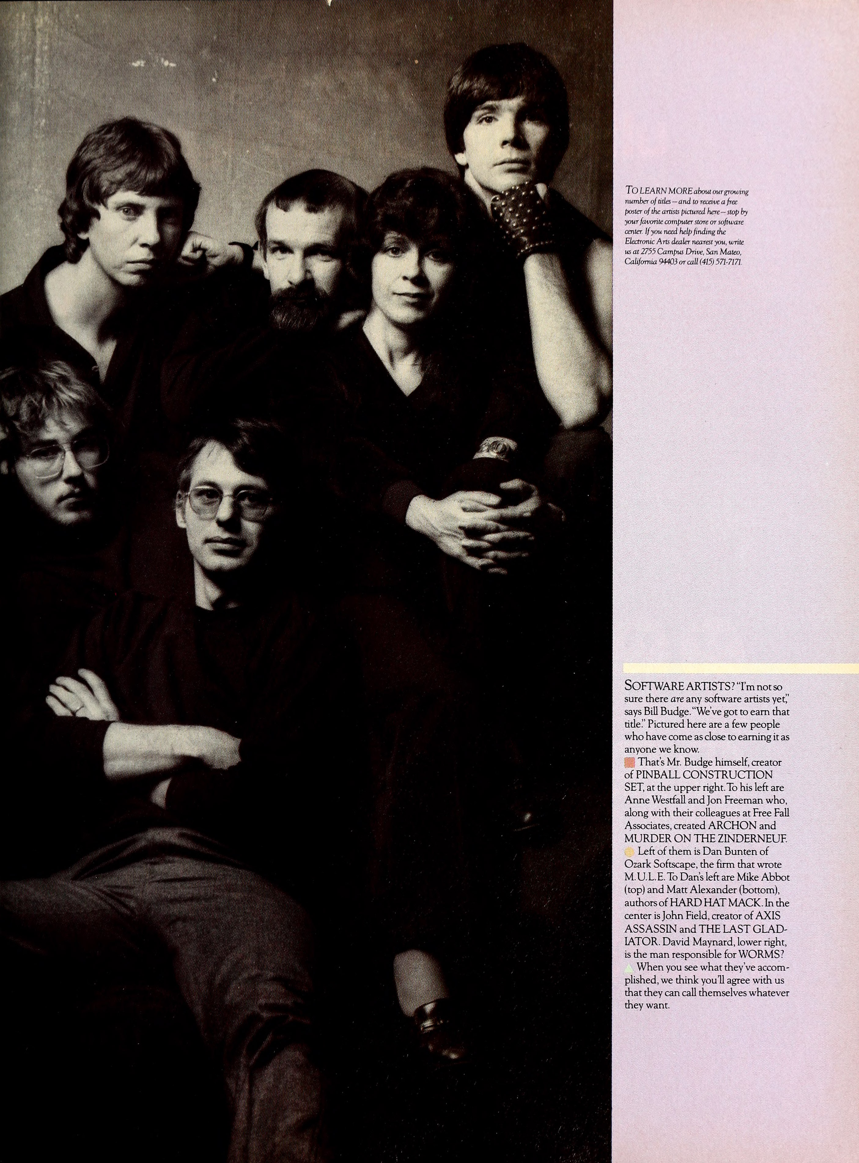 TO LEARN MORE about our growing
number of titles—and to receive a free
poster of the artists pictured here—stop by
your favorite computer store or software
center. If you need help finding the
Electronic Arts dealer nearest you, write
us at 2755 Campus Drive, San Mateo,
California 94403 or call (415) 571-7171.
SOFTWARE ARTISTS? "I'm not so
sure there are any software artists yet,"
says Bill Budge. "We've got to earn that
title." Pictured here are a few people
who have come as close to earning it as
anyone we know.
That's Mr. Budge himself, creator
of PINBALL CONSTRUCTION
SET, at the upper right. To his left are
Anne Westfall and Jon Freeman who,
along with their colleagues at Free Fall
Associates, created ARCHON and
MURDER ON THE ZINDERNEUF.
Left of them is Dan Bunten of
Ozark Softscape, the firm that wrote
M.U.L.E. To Dan's left are Mike Abbot
(top) and Matt Alexander (bottom),
authors of HARD HAT MACK. In the
center is John Field, creator of AXIS
ASSASSIN and THE LAST GLAD-
IATOR. David Maynard, lower right,
is the man responsible for WORMS?
When you see what they've accom-
plished, we think you'll agree with us
that they can call themselves whatever
they want.